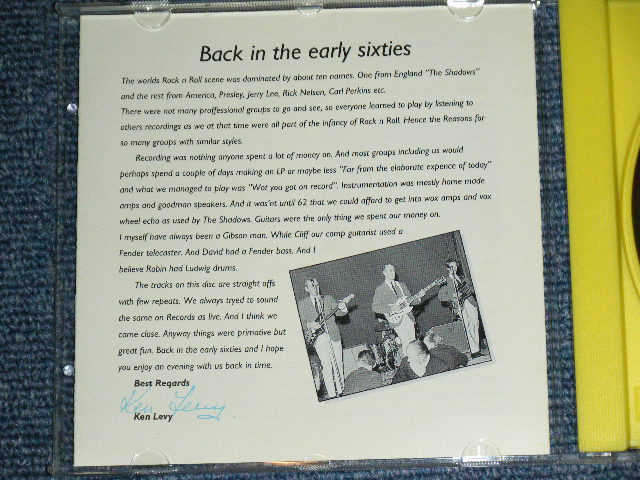 Back in the early sixties
The worlds Rock n Roll scene was dominated by about ten names. One from England "The Shadows"
and the rest from America, Presley, Jerry Lee, Rick Nelson, Carl Perkins etc.
There were not many proffessional groups to go and see, so everyone learned to play by listening to
others recordings as we at that time were all part of the infancy of Rock n Roll. Hence the Reasons for
so many groups with similar styles.
Recording was nothing anyone spent a lot of money on. And most groups including us would
perhaps spend a couple of days making an LP or maybe less "Far from the elaborate expence of today"
and what we managed to play was "Wot you got on record". Instrumentation was mostly home made
amps and goodman speakers. And it was'nt until 62 that we could afford to get into wox amps and vox
wheel echo as used by The Shadows. Guitars were the only thing we spent our money on.
I myself have always been a Gibson man. While Cliff our comp guitarist used a
Fender telecaster. And David had a Fender bass. And I
believe Robin had Ludwig drums.
The tracks on this disc are straight offs
with few repeats. We always tryed to sound
the same on Records as live. And I think we
came close. Anyway things were primative but
great fun. Back in the early sixties and I hope
you enjoy an evening with us back in time.
Best Regards
Ken Levy
Ken Levy